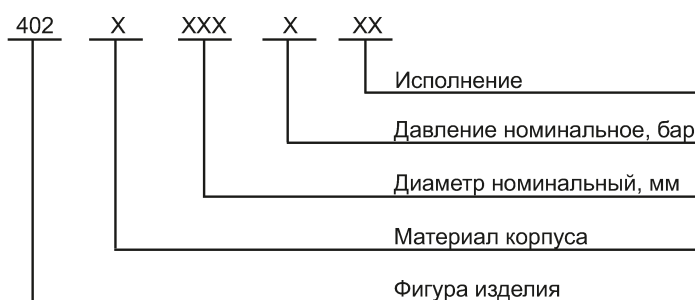 402 X XXX X XX
Исполнение
Давление номинальное, бар
Диаметр номинальный, мм
Материал корпуса
Фигура изделия